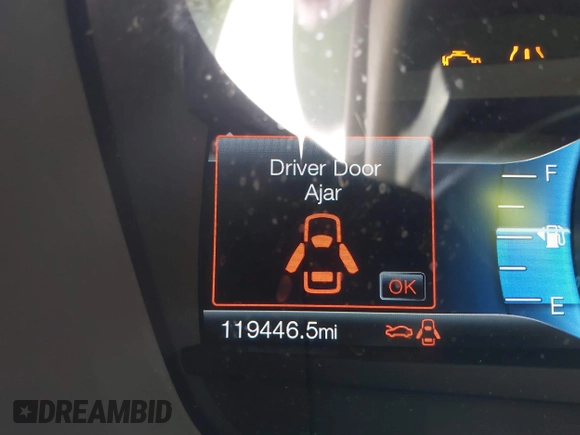 Driver Door
Ajar
OK
F
E
119446.5mi
DREAMBID